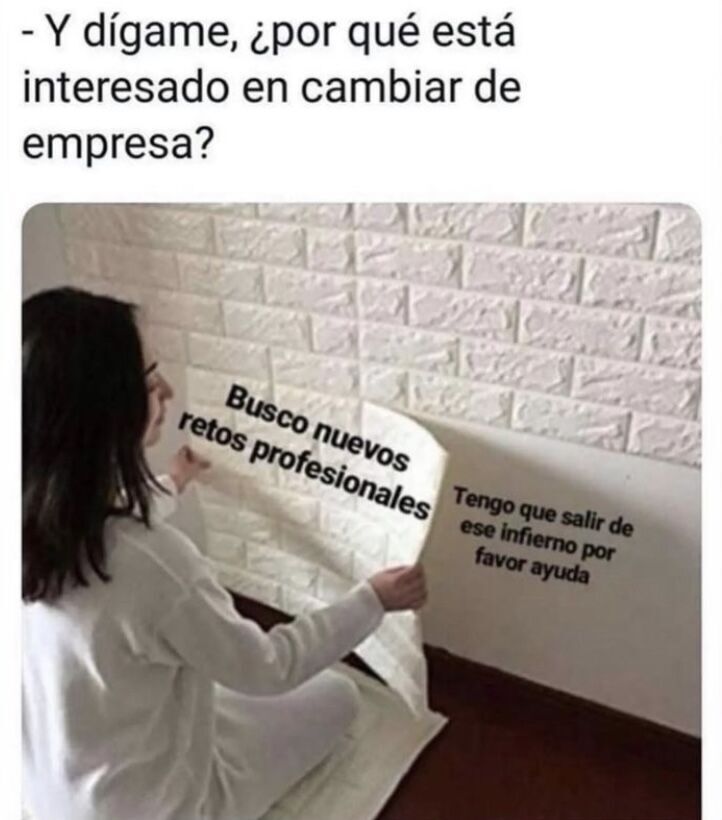 - Y dígame, ¿por qué está
interesado en cambiar de
empresa?
Busco nuevos
retos profesionales
Tengo que salir de
ese infierno por
favor ayuda